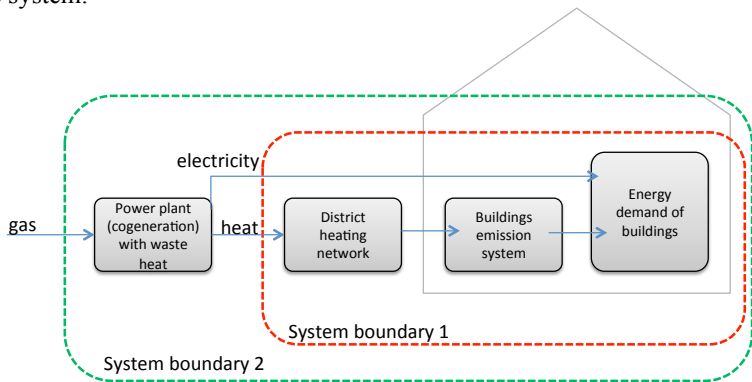 system.
electricity
gas
Power plant
(cogeneration)
with waste
heat
heat
District
heating
network
Buildings
emission
system
Energy
demand of
buildings
System boundary 1
System boundary 2